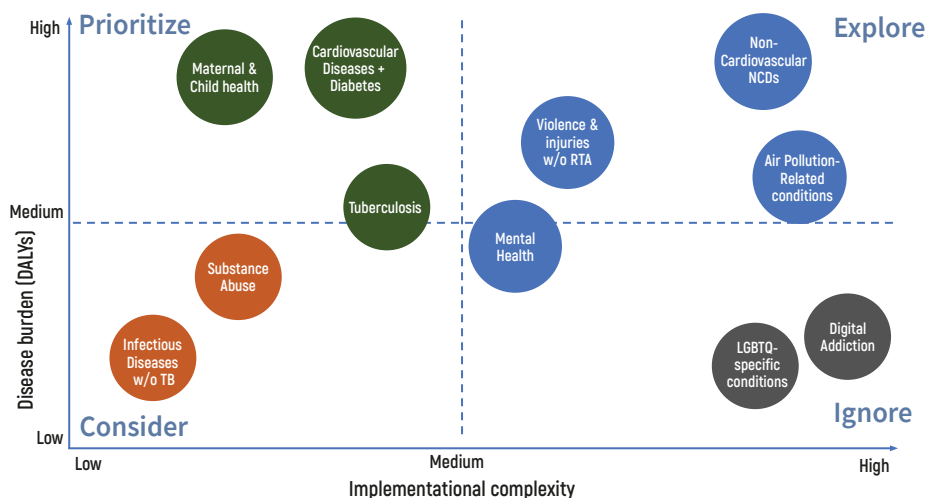 High
Prioritize
Explore
Maternal &
Child health
Cardiovascular
Diseases +
Diabetes
Non-
Cardiovascular
NCDs
Violence &
injuries
w/o RTA
Air Pollution-
Related conditions
Tuberculosis
Medium
Mental
Health
Substance
Abuse
Infectious
Diseases
w/o TB
LGBTQ-
specific
conditions
Digital
Addiction
Disease burden (DALYs)
Consider
Ignore
Low
Low
Medium
High
Implementational complexity